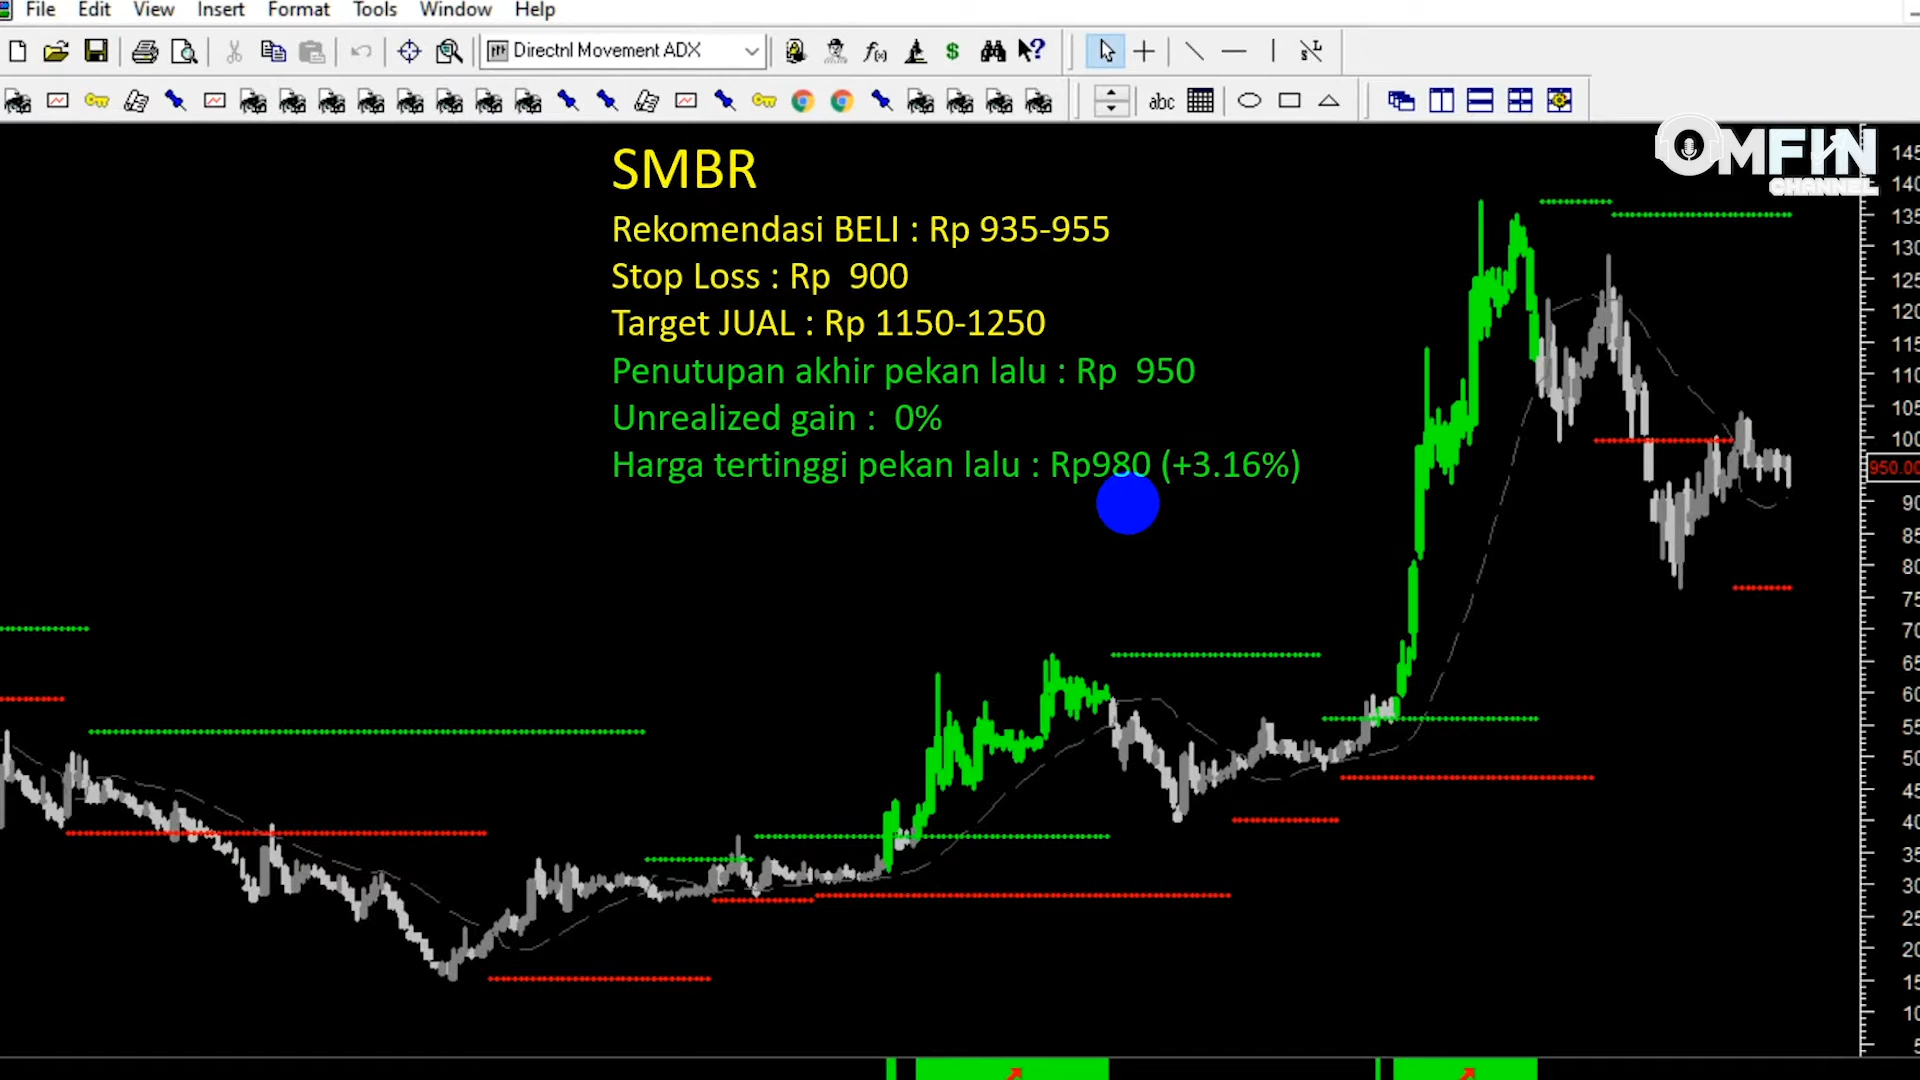 File Edit View Insert Format Tools Window Help
Directnl Movement ADX
abc
OMFIN
CHANNEL
SMBR
Rekomendasi BELI : Rp 935-955
Stop Loss : Rp 900
Target JUAL : Rp 1150-1250
Penutupan akhir pekan lalu : Rp 950
Unrealized gain : 0%
Harga tertinggi pekan lalu : Rp980 (+3.16%)
950.00